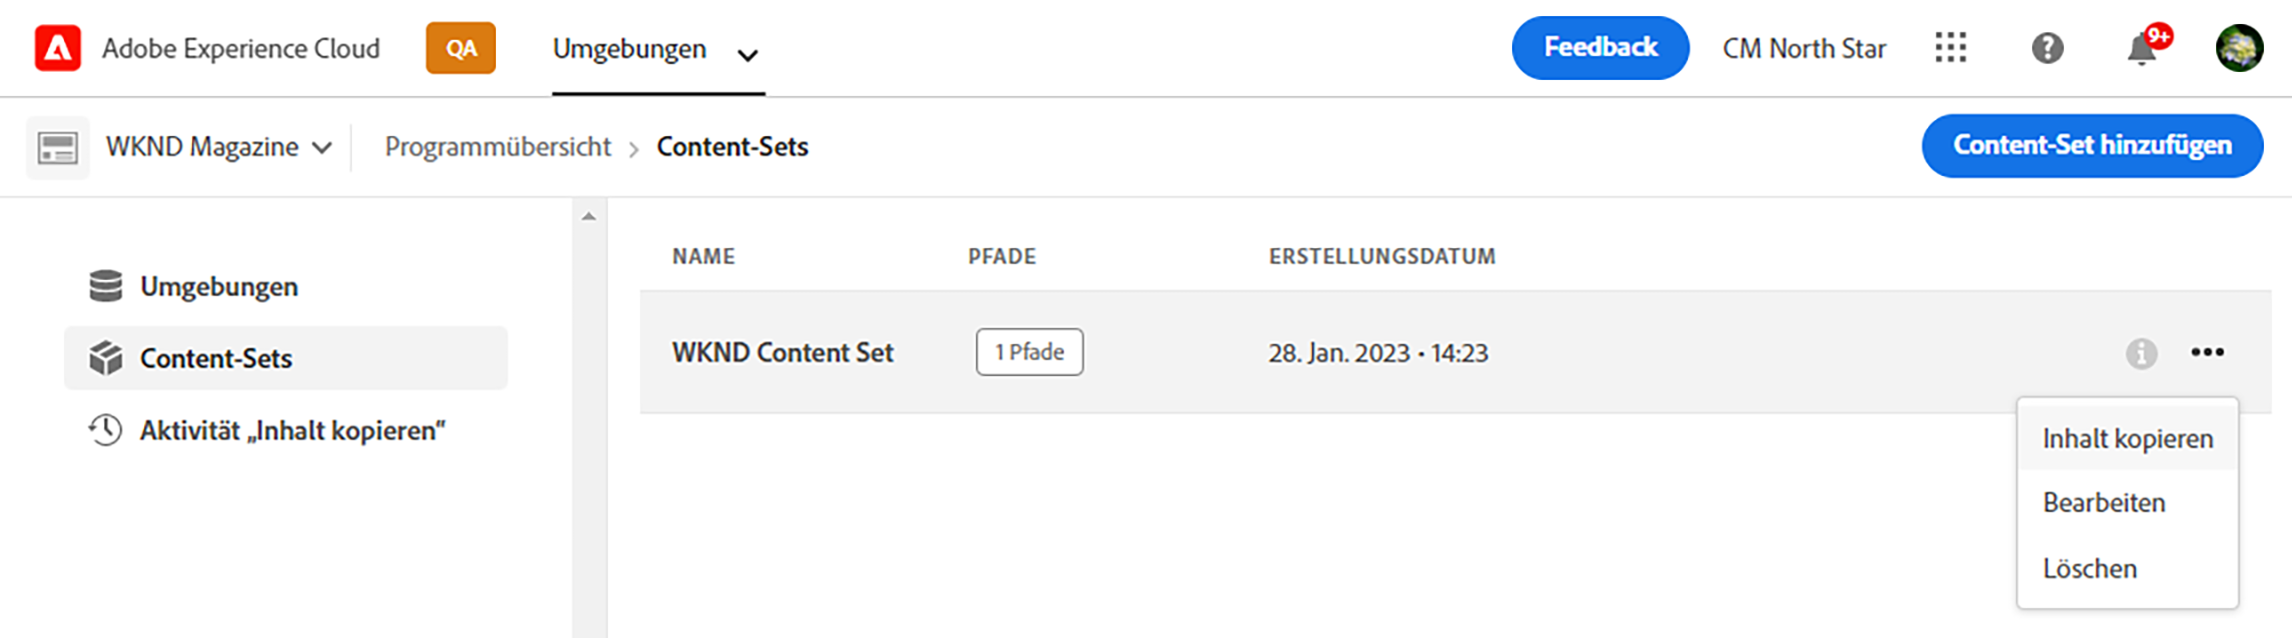 Adobe Experience Cloud QA Umgebungen Feedback CM North Star 9+
WKND Magazine Programmübersicht > Content-Sets Content-Set hinzufügen
NAME PFADE ERSTELLUNGSDATUM
Umgebungen
WKND Content Set 1 Pfade 28. Jan. 2023 • 14:23
Content-Sets
Aktivität „Inhalt kopieren“
Inhalt kopieren
Bearbeiten
Löschen